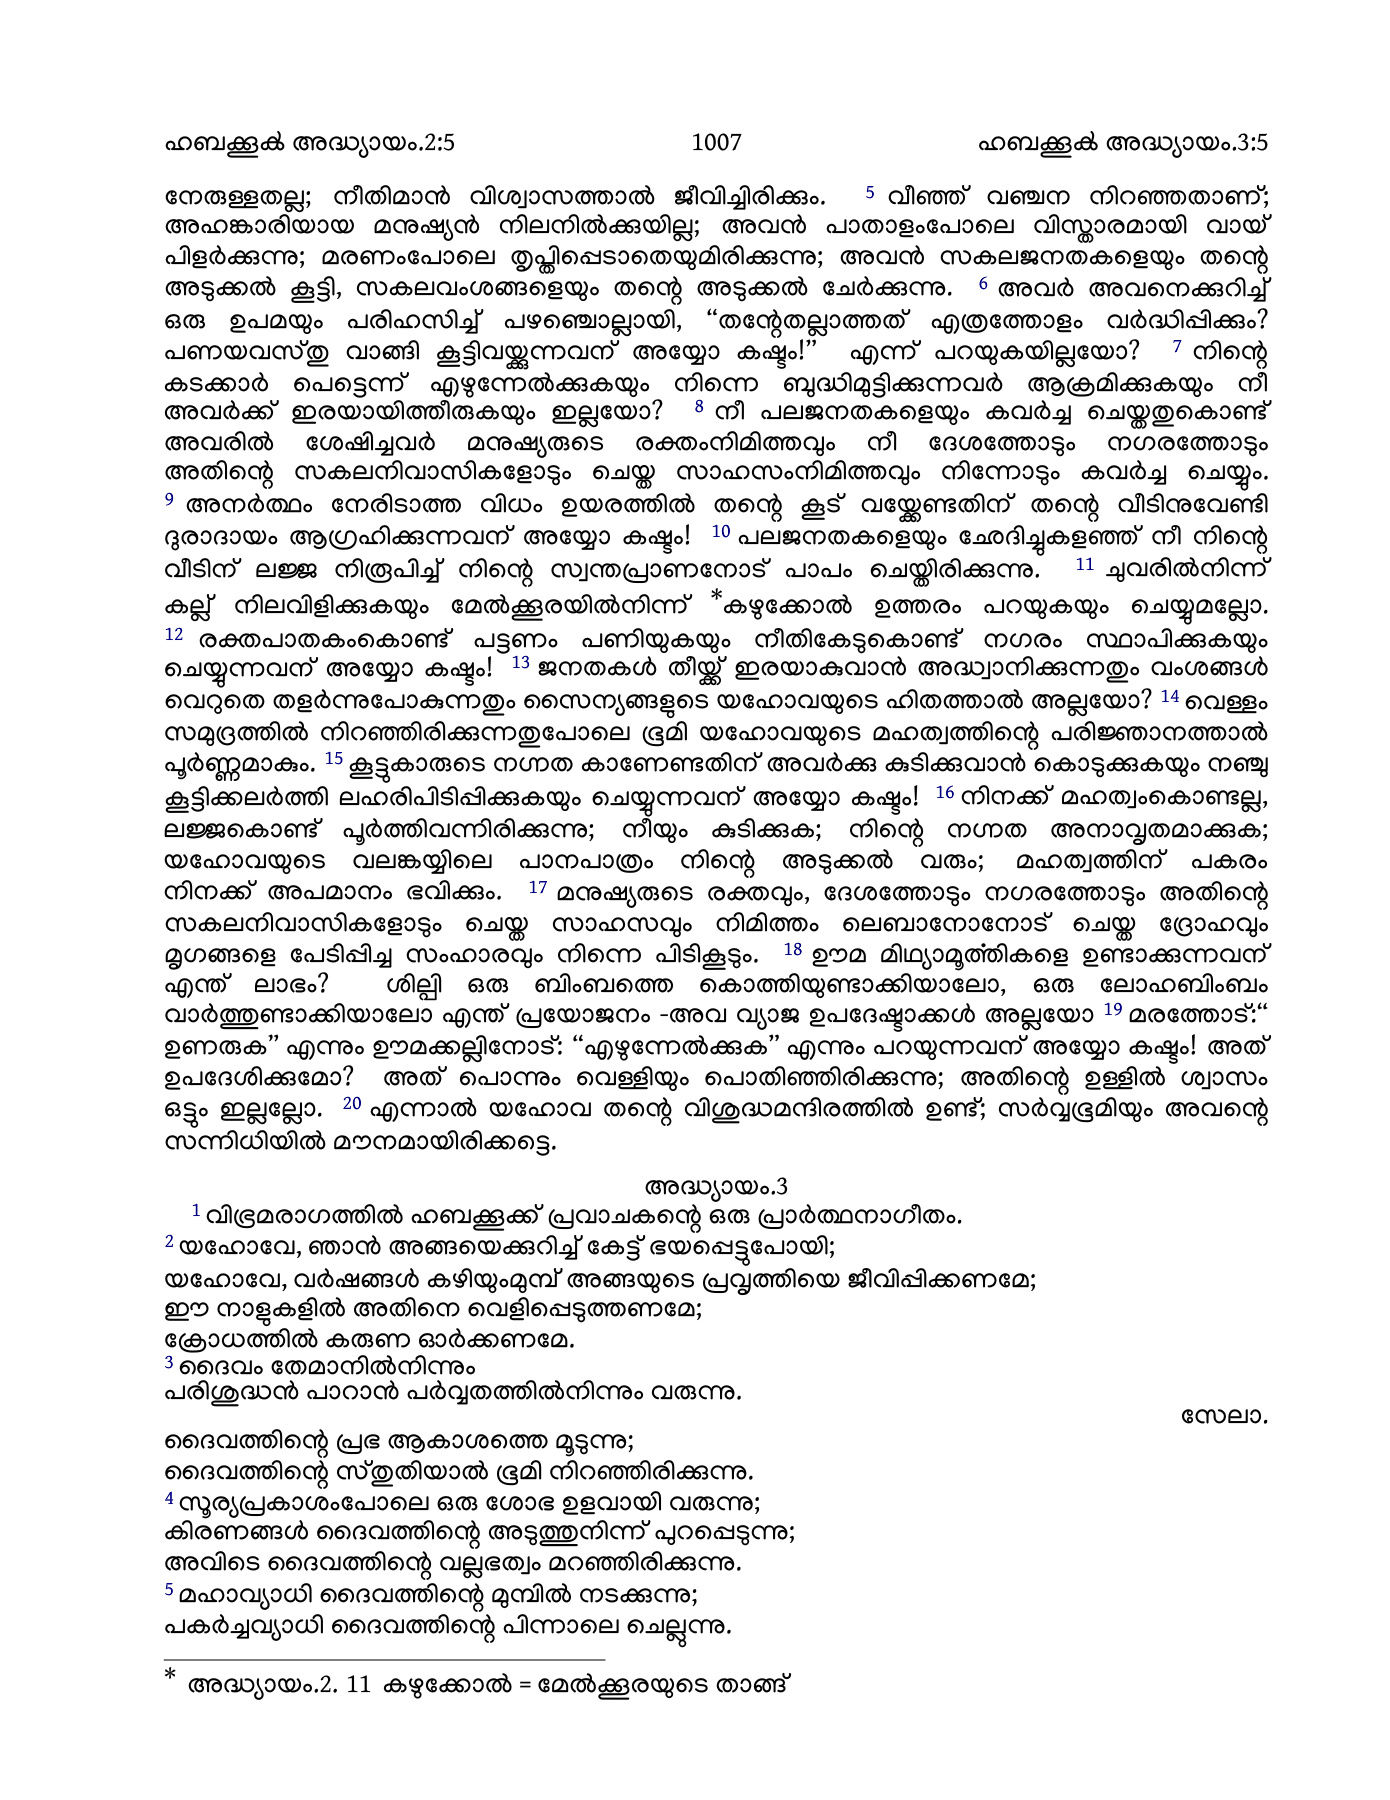 ഹബക്കൂക്‍ അദ്ധ്യായം.2:5 1007 ഹബക്കൂക്‍ അദ്ധ്യായം.3:5
നേരുള്ളതല്ല; നീതിമാൻ വിശ്വാസത്താൽ ജീവിച്ചിരിക്കും. 5 വീഞ്ഞ് വഞ്ചന നിറഞ്ഞതാണ്;
അഹങ്കാരിയായ മനുഷ്യൻ നിലനിൽക്കുയില്ല; അവൻ പാതാളംപോലെ വിസ്താരമായി വായ്
പിളർക്കുന്നു; മരണംപോലെ തൃപ്തിപ്പെടാതെയുമിരിക്കുന്നു; അവൻ സകലജനതകളെയും തന്റെ
അടുക്കൽ കൂട്ടി, സകലവംശങ്ങളെയും തന്റെ അടുക്കൽ ചേർക്കുന്നു. 6 അവർ അവനെക്കുറിച്ച്
ഒരു ഉപമയും പരിഹസിച്ച് പഴഞ്ചൊല്ലായി, “തന്റേതല്ലാത്തത് എത്രത്തോളം വർദ്ധിപ്പിക്കും?
പണയവസ്തു വാങ്ങി കൂട്ടിവയ്ക്കുന്നവന് അയ്യോ കഷ്ടം!” എന്ന് പറയുകയില്ലയോ? 7 നിന്റെ
കടക്കാർ പെട്ടെന്ന് എഴുന്നേൽക്കുകയും നിന്നെ ബുദ്ധിമുട്ടിക്കുന്നവർ ആക്രമിക്കുകയും നീ
അവർക്ക് ഇരയായിത്തീരുകയും ഇല്ലയോ? 8 നീ പലജനതകളെയും കവർച്ച ചെയ്തതുകൊണ്ട്
അവരിൽ ശേഷിച്ചവർ മനുഷ്യരുടെ രക്തംനിമിത്തവും നീ ദേശത്തോടും നഗരത്തോടും
അതിന്റെ സകലനിവാസികളോടും ചെയ്ത സാഹസംനിമിത്തവും നിന്നോടും കവർച്ച ചെയ്യും.
9 അനർത്ഥം നേരിടാത്ത വിധം ഉയരത്തിൽ തന്റെ കൂട് വയ്ക്കേണ്ടതിന് തന്റെ വീടിനുവേണ്ടി
ദുരാദായം ആഗ്രഹിക്കുന്നവന് അയ്യോ കഷ്ടം! 10 പലജനതകളെയും ഛേദിച്ചുകളഞ്ഞ് നീ നിന്റെ
വീടിന് ലജ്ജ നിരൂപിച്ച് നിന്റെ സ്വന്തപ്രാണനോട് പാപം ചെയ്തിരിക്കുന്നു. 11 ചുവരിൽനിന്ന്
കല്ല് നിലവിളിക്കുകയും മേൽക്കൂരയിൽനിന്ന് *കഴുക്കോൽ ഉത്തരം പറയുകയും ചെയ്യുമല്ലോ.
12 രക്തപാതകംകൊണ്ട് പട്ടണം പണിയുകയും നീതികേടുകൊണ്ട് നഗരം സ്ഥാപിക്കുകയും
ചെയ്യുന്നവന് അയ്യോ കഷ്ടം! 13 ജനതകൾ തീയ്ക്ക് ഇരയാകുവാൻ അദ്ധ്വാനിക്കുന്നതും വംശങ്ങൾ
വെറുതെ തളർന്നുപോകുന്നതും സൈന്യങ്ങളുടെ യഹോവയുടെ ഹിതത്താൽ അല്ലയോ? 14 വെള്ളം
സമുദ്രത്തിൽ നിറഞ്ഞിരിക്കുന്നതുപോലെ ഭൂമി യഹോവയുടെ മഹത്വത്തിന്റെ പരിജ്ഞാനത്താൽ
പൂർണ്ണമാകും. 15 കൂട്ടുകാരുടെ നഗ്നത കാണേണ്ടതിന് അവർക്കു കുടിക്കുവാൻ കൊടുക്കുകയും നഞ്ചു
കൂട്ടിക്കലർത്തി ലഹരിപിടിപ്പിക്കുകയും ചെയ്യുന്നവന് അയ്യോ കഷ്ടം! 16 നിനക്ക് മഹത്വംകൊണ്ടല്ല,
ലജ്ജകൊണ്ട് പൂർത്തിവന്നിരിക്കുന്നു; നീയും കുടിക്കുക; നിന്റെ നഗ്നത അനാവൃതമാക്കുക;
യഹോവയുടെ വലങ്കയ്യിലെ പാനപാത്രം നിന്റെ അടുക്കൽ വരും; മഹത്വത്തിന് പകരം
നിനക്ക് അപമാനം ഭവിക്കും. 17 മനുഷ്യരുടെ രക്തവും, ദേശത്തോടും നഗരത്തോടും അതിന്റെ
സകലനിവാസികളോടും ചെയ്ത സാഹസവും നിമിത്തം ലെബാനോനോട് ചെയ്ത ദ്രോഹവും
മൃഗങ്ങളെ പേടിപ്പിച്ച സംഹാരവും നിന്നെ പിടികൂടും. 18 ഊമ മിഥ്യാമൂൎത്തികളെ ഉണ്ടാക്കുന്നവന്
എന്ത് ലാഭം? ശില്പി ഒരു ബിംബത്തെ കൊത്തിയുണ്ടാക്കിയാലോ, ഒരു ലോഹബിംബം
വാർത്തുണ്ടാക്കിയാലോ എന്ത് പ്രയോജനം -അവ വ്യാജ ഉപദേഷ്ടാക്കൾ അല്ലയോ 19 മരത്തോട്:“
ഉണരുക” എന്നും ഊമക്കല്ലിനോട്: “എഴുന്നേൽക്കുക” എന്നും പറയുന്നവന് അയ്യോ കഷ്ടം! അത്
ഉപദേശിക്കുമോ? അത് പൊന്നും വെള്ളിയും പൊതിഞ്ഞിരിക്കുന്നു; അതിന്റെ ഉള്ളിൽ ശ്വാസം
ഒട്ടും ഇല്ലല്ലോ. 20 എന്നാൽ യഹോവ തന്റെ വിശുദ്ധമന്ദിരത്തിൽ ഉണ്ട്; സർവ്വഭൂമിയും അവന്റെ
സന്നിധിയിൽ മൗനമായിരിക്കട്ടെ.
അദ്ധ്യായം.3
1 വിഭ്രമരാഗത്തിൽ ഹബക്കൂക്ക് പ്രവാചകന്റെ ഒരു പ്രാർത്ഥനാഗീതം.
2 യഹോവേ, ഞാൻ അങ്ങയെക്കുറിച്ച് കേട്ട് ഭയപ്പെട്ടുപോയി;
യഹോവേ, വർഷങ്ങൾ കഴിയുംമുമ്പ് അങ്ങയുടെ പ്രവൃത്തിയെ ജീവിപ്പിക്കണമേ;
ഈ നാളുകളിൽ അതിനെ വെളിപ്പെടുത്തണമേ;
ക്രോധത്തിൽ കരുണ ഓർക്കണമേ.
3 ദൈവം തേമാനിൽനിന്നും
പരിശുദ്ധൻ പാറാൻ പർവ്വതത്തിൽനിന്നും വരുന്നു.
സേലാ.
ദൈവത്തിന്റെ പ്രഭ ആകാശത്തെ മൂടുന്നു;
ദൈവത്തിന്റെ സ്തുതിയാൽ ഭൂമി നിറഞ്ഞിരിക്കുന്നു.
4 സൂര്യപ്രകാശംപോലെ ഒരു ശോഭ ഉളവായി വരുന്നു;
കിരണങ്ങൾ ദൈവത്തിന്റെ അടുത്തുനിന്ന് പുറപ്പെടുന്നു;
അവിടെ ദൈവത്തിന്റെ വല്ലഭത്വം മറഞ്ഞിരിക്കുന്നു.
5 മഹാവ്യാധി ദൈവത്തിന്റെ മുമ്പിൽ നടക്കുന്നു;
പകർച്ചവ്യാധി ദൈവത്തിന്റെ പിന്നാലെ ചെല്ലുന്നു.
* അദ്ധ്യായം.2. 11 കഴുക്കോൽ = മേൽക്കൂരയുടെ താങ്ങ്